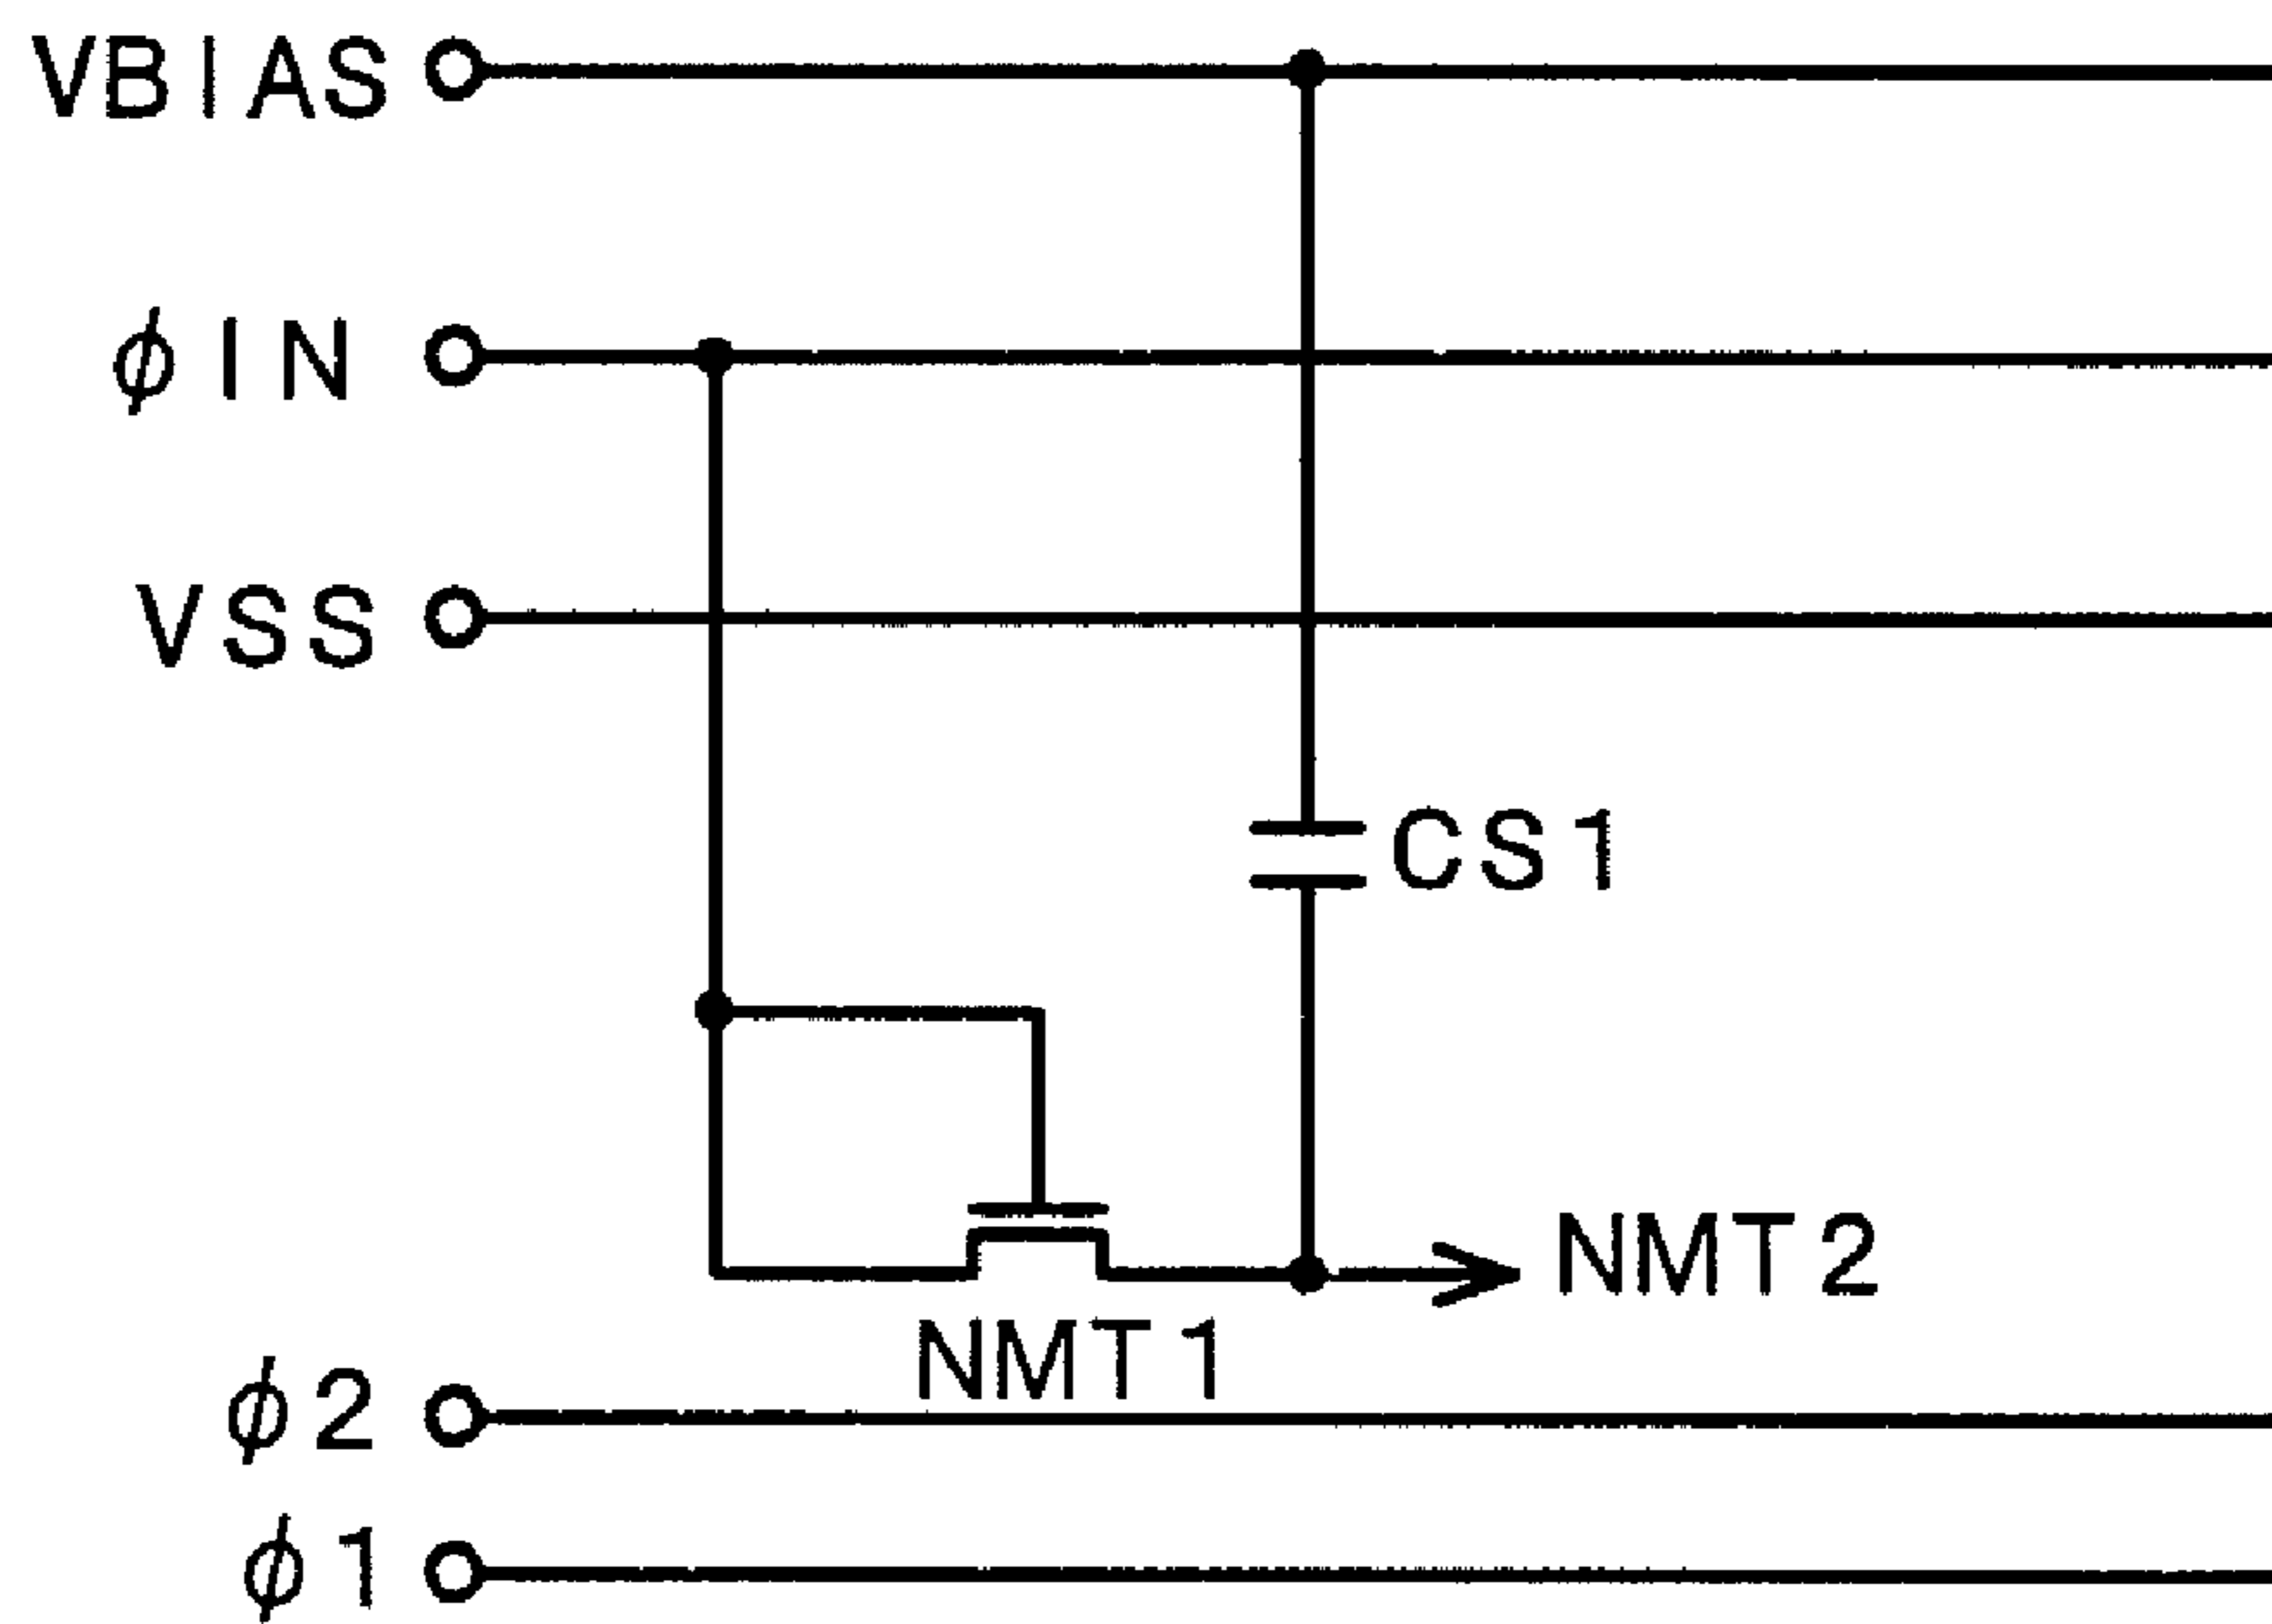 VBIAS
ϕIN
VSS
CS1
NMT2
NMT1
ϕ2
ϕ1